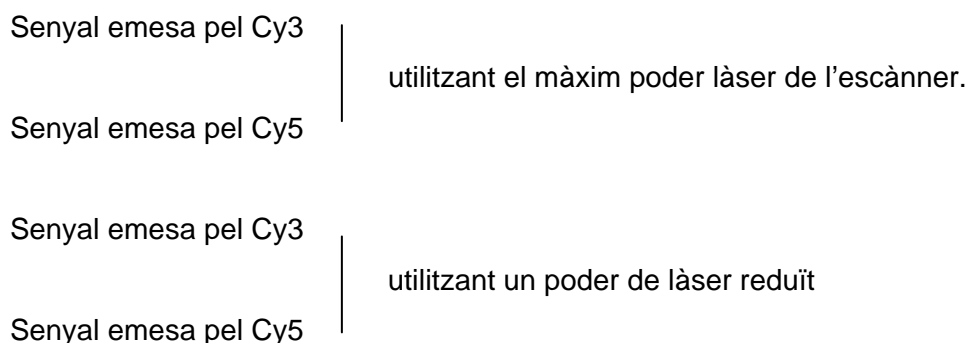 Senyal emesa pel Cy3
utilitzant el màxim poder làser de l'escànner.
Senyal emesa pel Cy5
Senyal emesa pel Cy3
utilitzant un poder de làser reduït
Senyal emesa pel Cy5